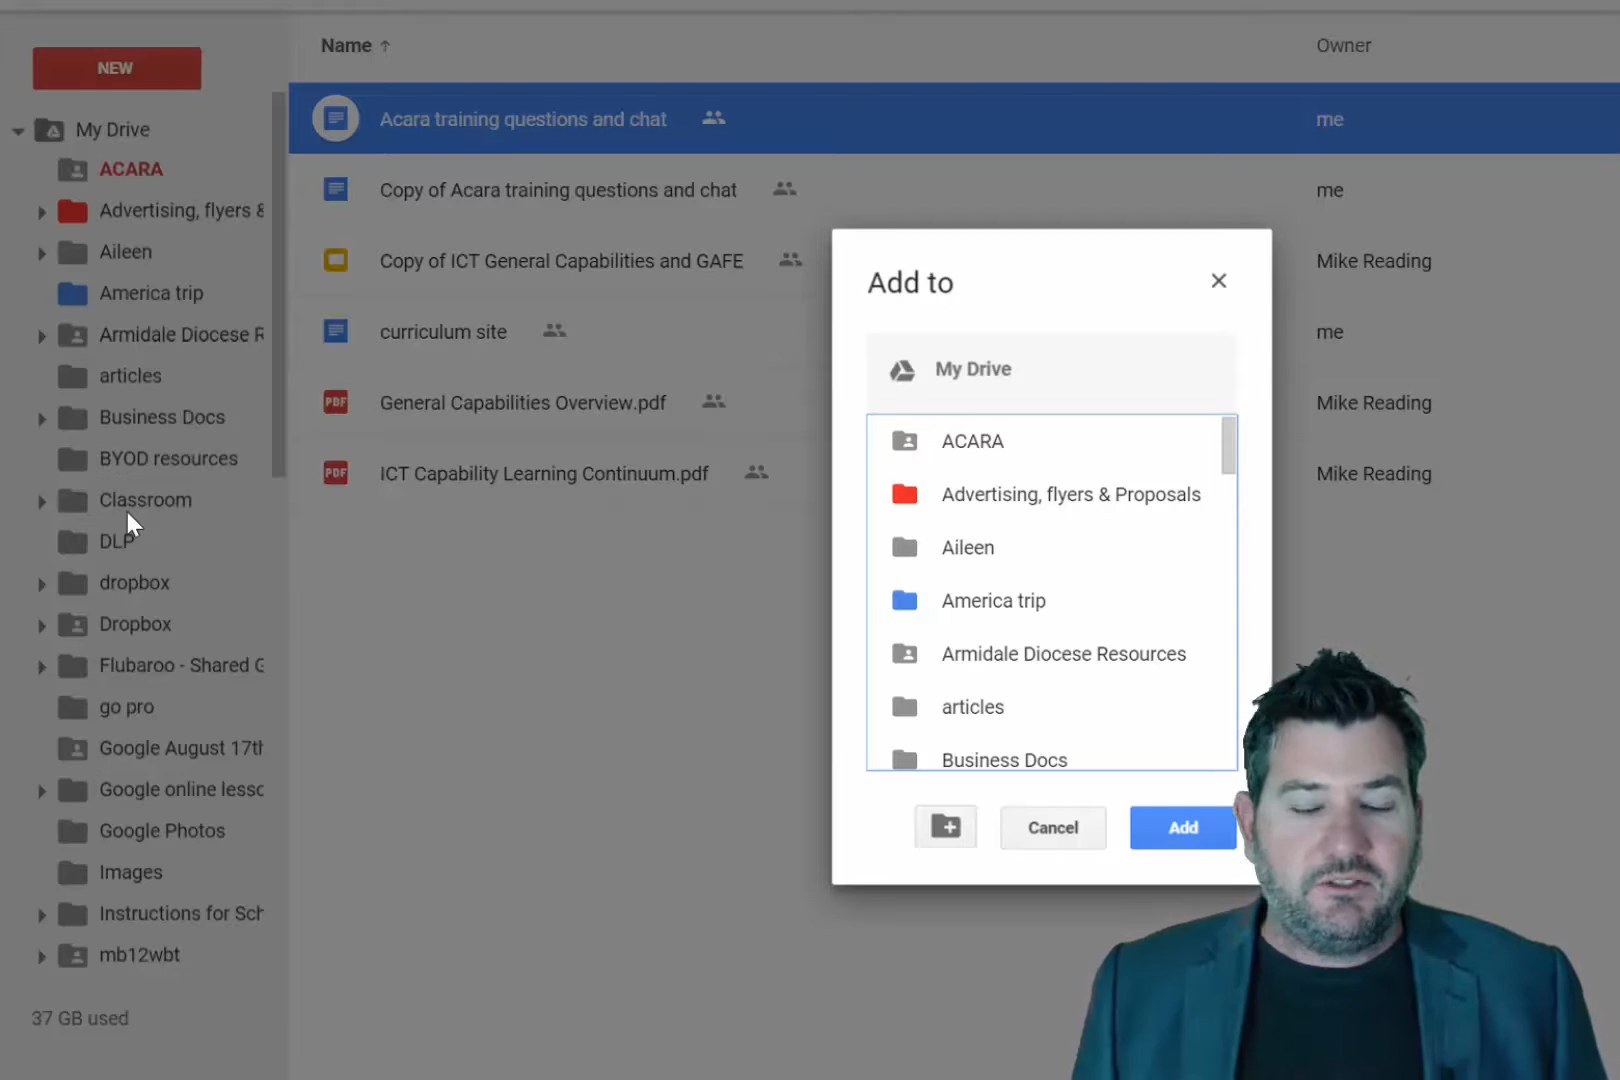 NEW
My Drive
ACARA
Advertising, flyers &
Aileen
America trip
Armidale Diocese R
articles
Business Docs
BYOD resources
Classroom
DLP
dropbox
Dropbox
Flubaroo - Shared G
go pro
Google August 17th
Google online lesso
Google Photos
Images
Instructions for Sch
mb12wbt
37 GB used
Name ↑ Owner
Acara training questions and chat me
Copy of Acara training questions and chat me
Copy of ICT General Capabilities and GAFE Mike Reading
curriculum site me
PDF General Capabilities Overview.pdf Mike Reading
PDF ICT Capability Learning Continuum.pdf Mike Reading
Add to
My Drive
ACARA
Advertising, flyers & Proposals
Aileen
America trip
Armidale Diocese Resources
articles
Business Docs
Cancel Add